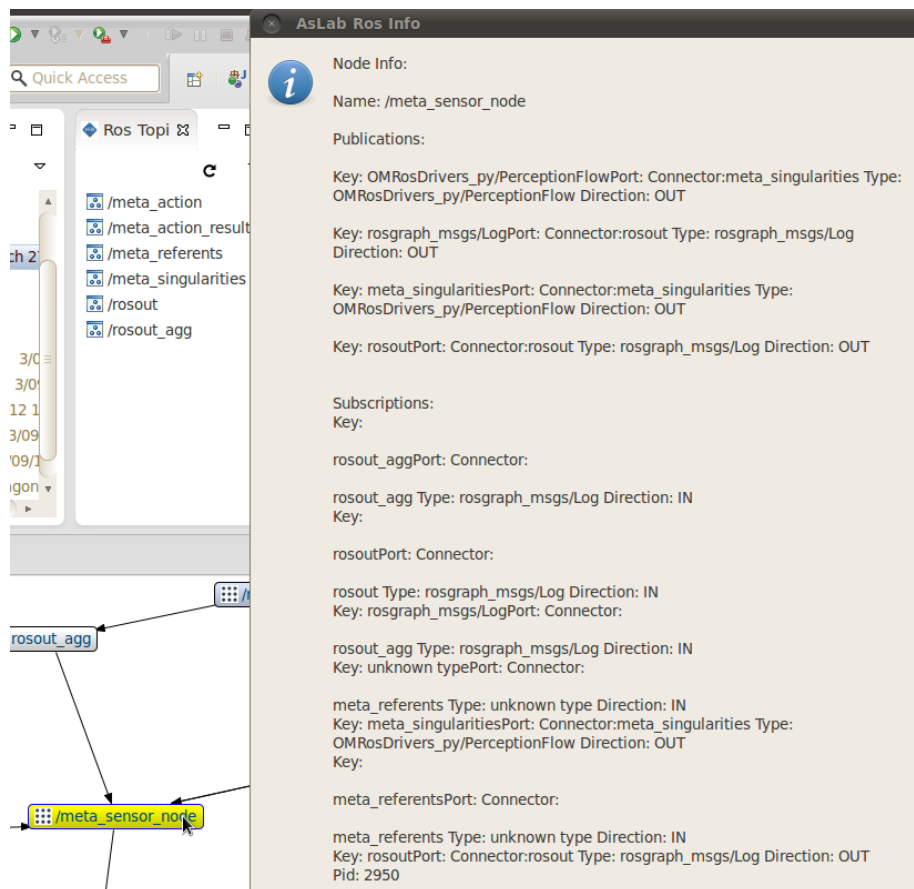 AsLab Ros Info
Quick Access
Ros Topi
/meta_action
/meta_action_result
/meta_referents
/meta_singularities
/rosout
/rosout_agg
3/0
3/09
12 1
3/09
/09/1
agon
rosout_agg
/meta_sensor_node
Node Info:
Name: /meta_sensor_node
Publications:
Key: OMRosDrivers_py/PerceptionFlowPort: Connector:meta_singularities Type:
OMRosDrivers_py/PerceptionFlow Direction: OUT
Key: rosgraph_msgs/LogPort: Connector:rosout Type: rosgraph_msgs/Log
Direction: OUT
Key: meta_singularitiesPort: Connector:meta_singularities Type:
OMRosDrivers_py/PerceptionFlow Direction: OUT
Key: rosoutPort: Connector:rosout Type: rosgraph_msgs/Log Direction: OUT
Subscriptions:
Key:
rosout_aggPort: Connector:
rosout_agg Type: rosgraph_msgs/Log Direction: IN
Key:
rosoutPort: Connector:
rosout Type: rosgraph_msgs/Log Direction: IN
Key: rosgraph_msgs/LogPort: Connector:
rosout_agg Type: rosgraph_msgs/Log Direction: IN
Key: unknown typePort: Connector:
meta_referents Type: unknown type Direction: IN
Key: meta_singularitiesPort: Connector:meta_singularities Type:
OMRosDrivers_py/PerceptionFlow Direction: OUT
Key:
meta_referentsPort: Connector:
meta_referents Type: unknown type Direction: IN
Key: rosoutPort: Connector:rosout Type: rosgraph_msgs/Log Direction: OUT
Pid: 2950